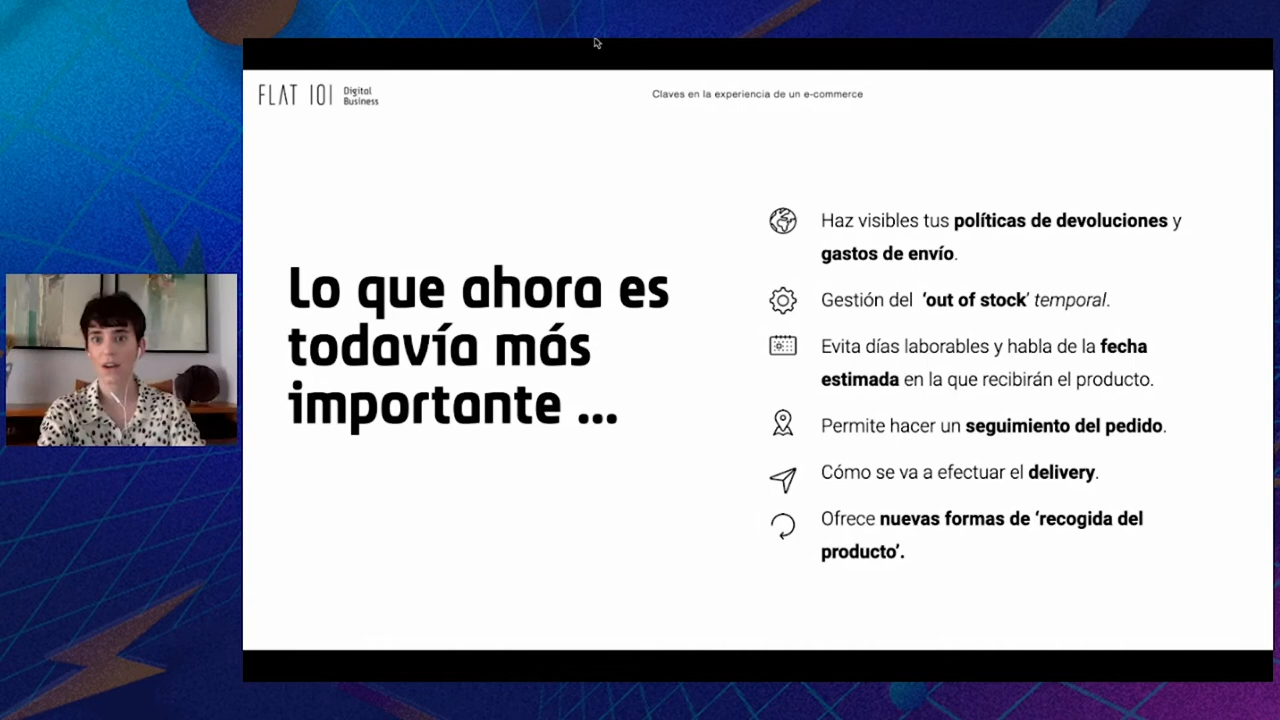 FLAT 101 Digital Business
Claves en la experiencia de un e-commerce
Lo que ahora es
todavía más
importante ...
Haz visibles tus políticas de devoluciones y
gastos de envío.
Gestión del ‘out of stock’ temporal.
Evita días laborables y habla de la fecha
estimada en la que recibirán el producto.
Permite hacer un seguimiento del pedido.
Cómo se va a efectuar el delivery.
Ofrece nuevas formas de ‘recogida del
producto’.